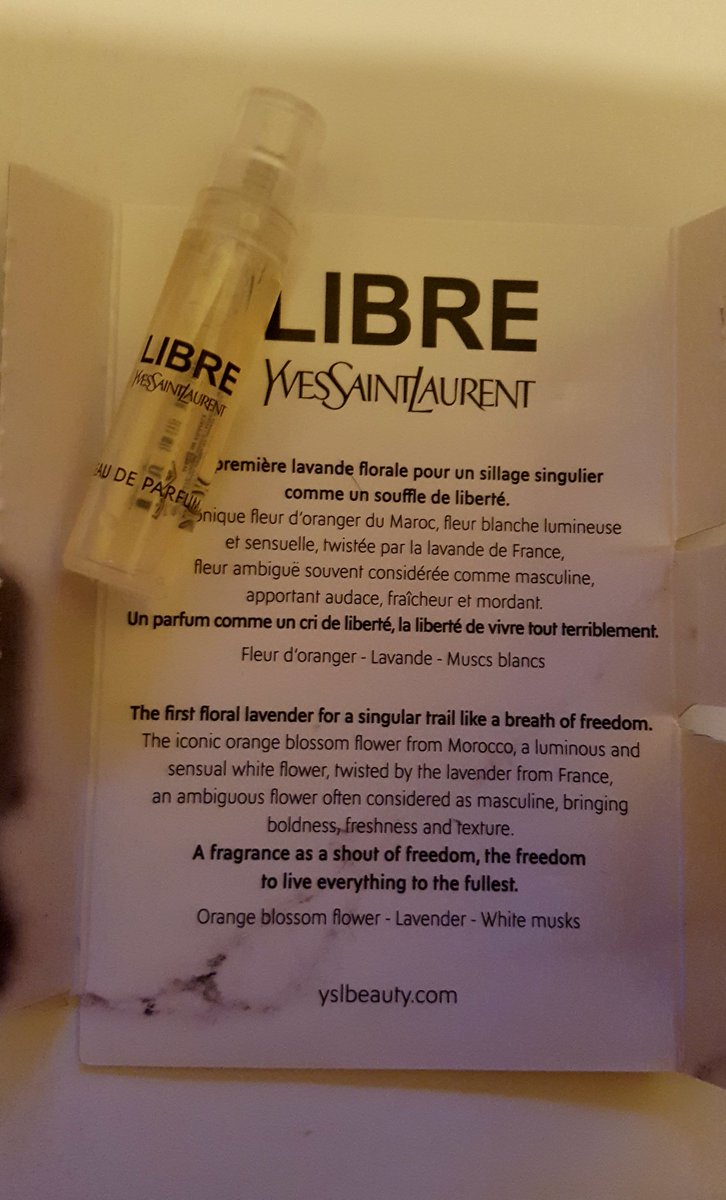 LIBRE
YVESSAINTLAURENT
EAU DE PARFUM
LIBRE
YVESSAINTLAURENT
première lavande florale pour un sillage singulier
comme un souffle de liberté.
fleur d'oranger du Maroc, fleur blanche lumineuse
et sensuelle, twistée par la lavande de France,
fleur ambiguë souvent considérée comme masculine,
apportant audace, fraîcheur et mordant.
Un parfum comme un cri de liberté, la liberté de vivre tout terriblement.
Fleur d'oranger - Lavande - Muscs blancs
The first floral lavender for a singular trail like a breath of freedom.
The iconic orange blossom flower from Morocco, a luminous and
sensual white flower, twisted by the lavender from France,
an ambiguous flower often considered as masculine, bringing
boldness, freshness and texture.
A fragrance as a shout of freedom, the freedom
to live everything to the fullest.
Orange blossom flower - Lavender - White musks
yslbeauty.com